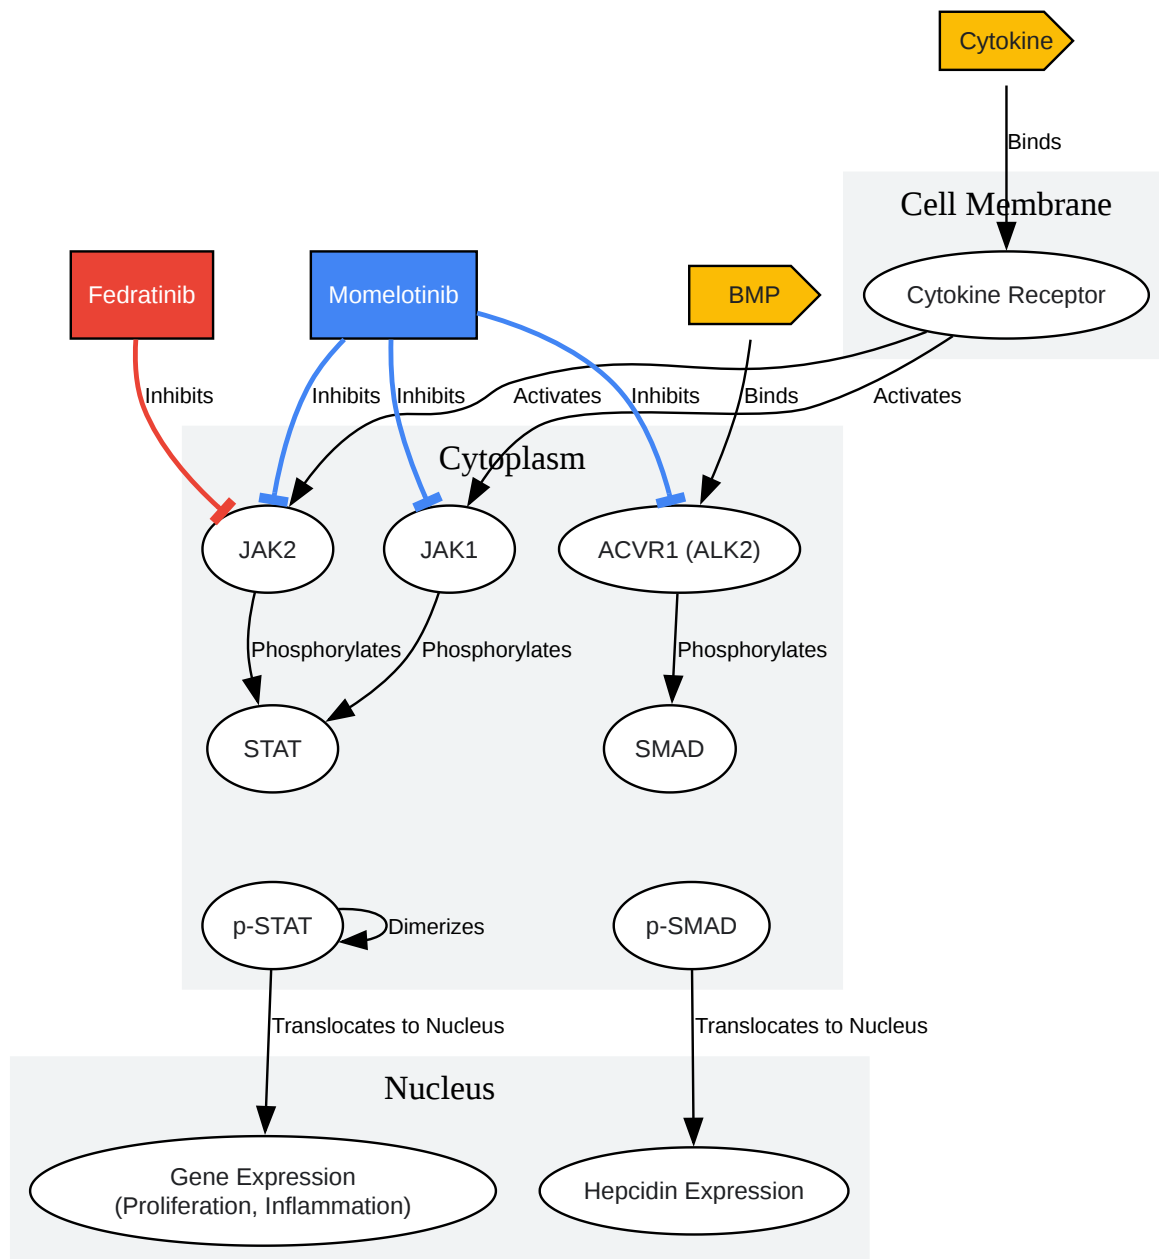 Cytokine
Binds
Cell Membrane
Fedratinib
Momelotinib
BMP
Cytokine Receptor
Inhibits
Inhibits
Inhibits
Activates
Inhibits
Binds
Activates
Cytoplasm
JAK2
JAK1
ACVR1 (ALK2)
Phosphorylates
Phosphorylates
Phosphorylates
STAT
SMAD
p-STAT
Dimerizes
p-SMAD
Translocates to Nucleus
Translocates to Nucleus
Nucleus
Gene Expression
(Proliferation, Inflammation)
Hepcidin Expression